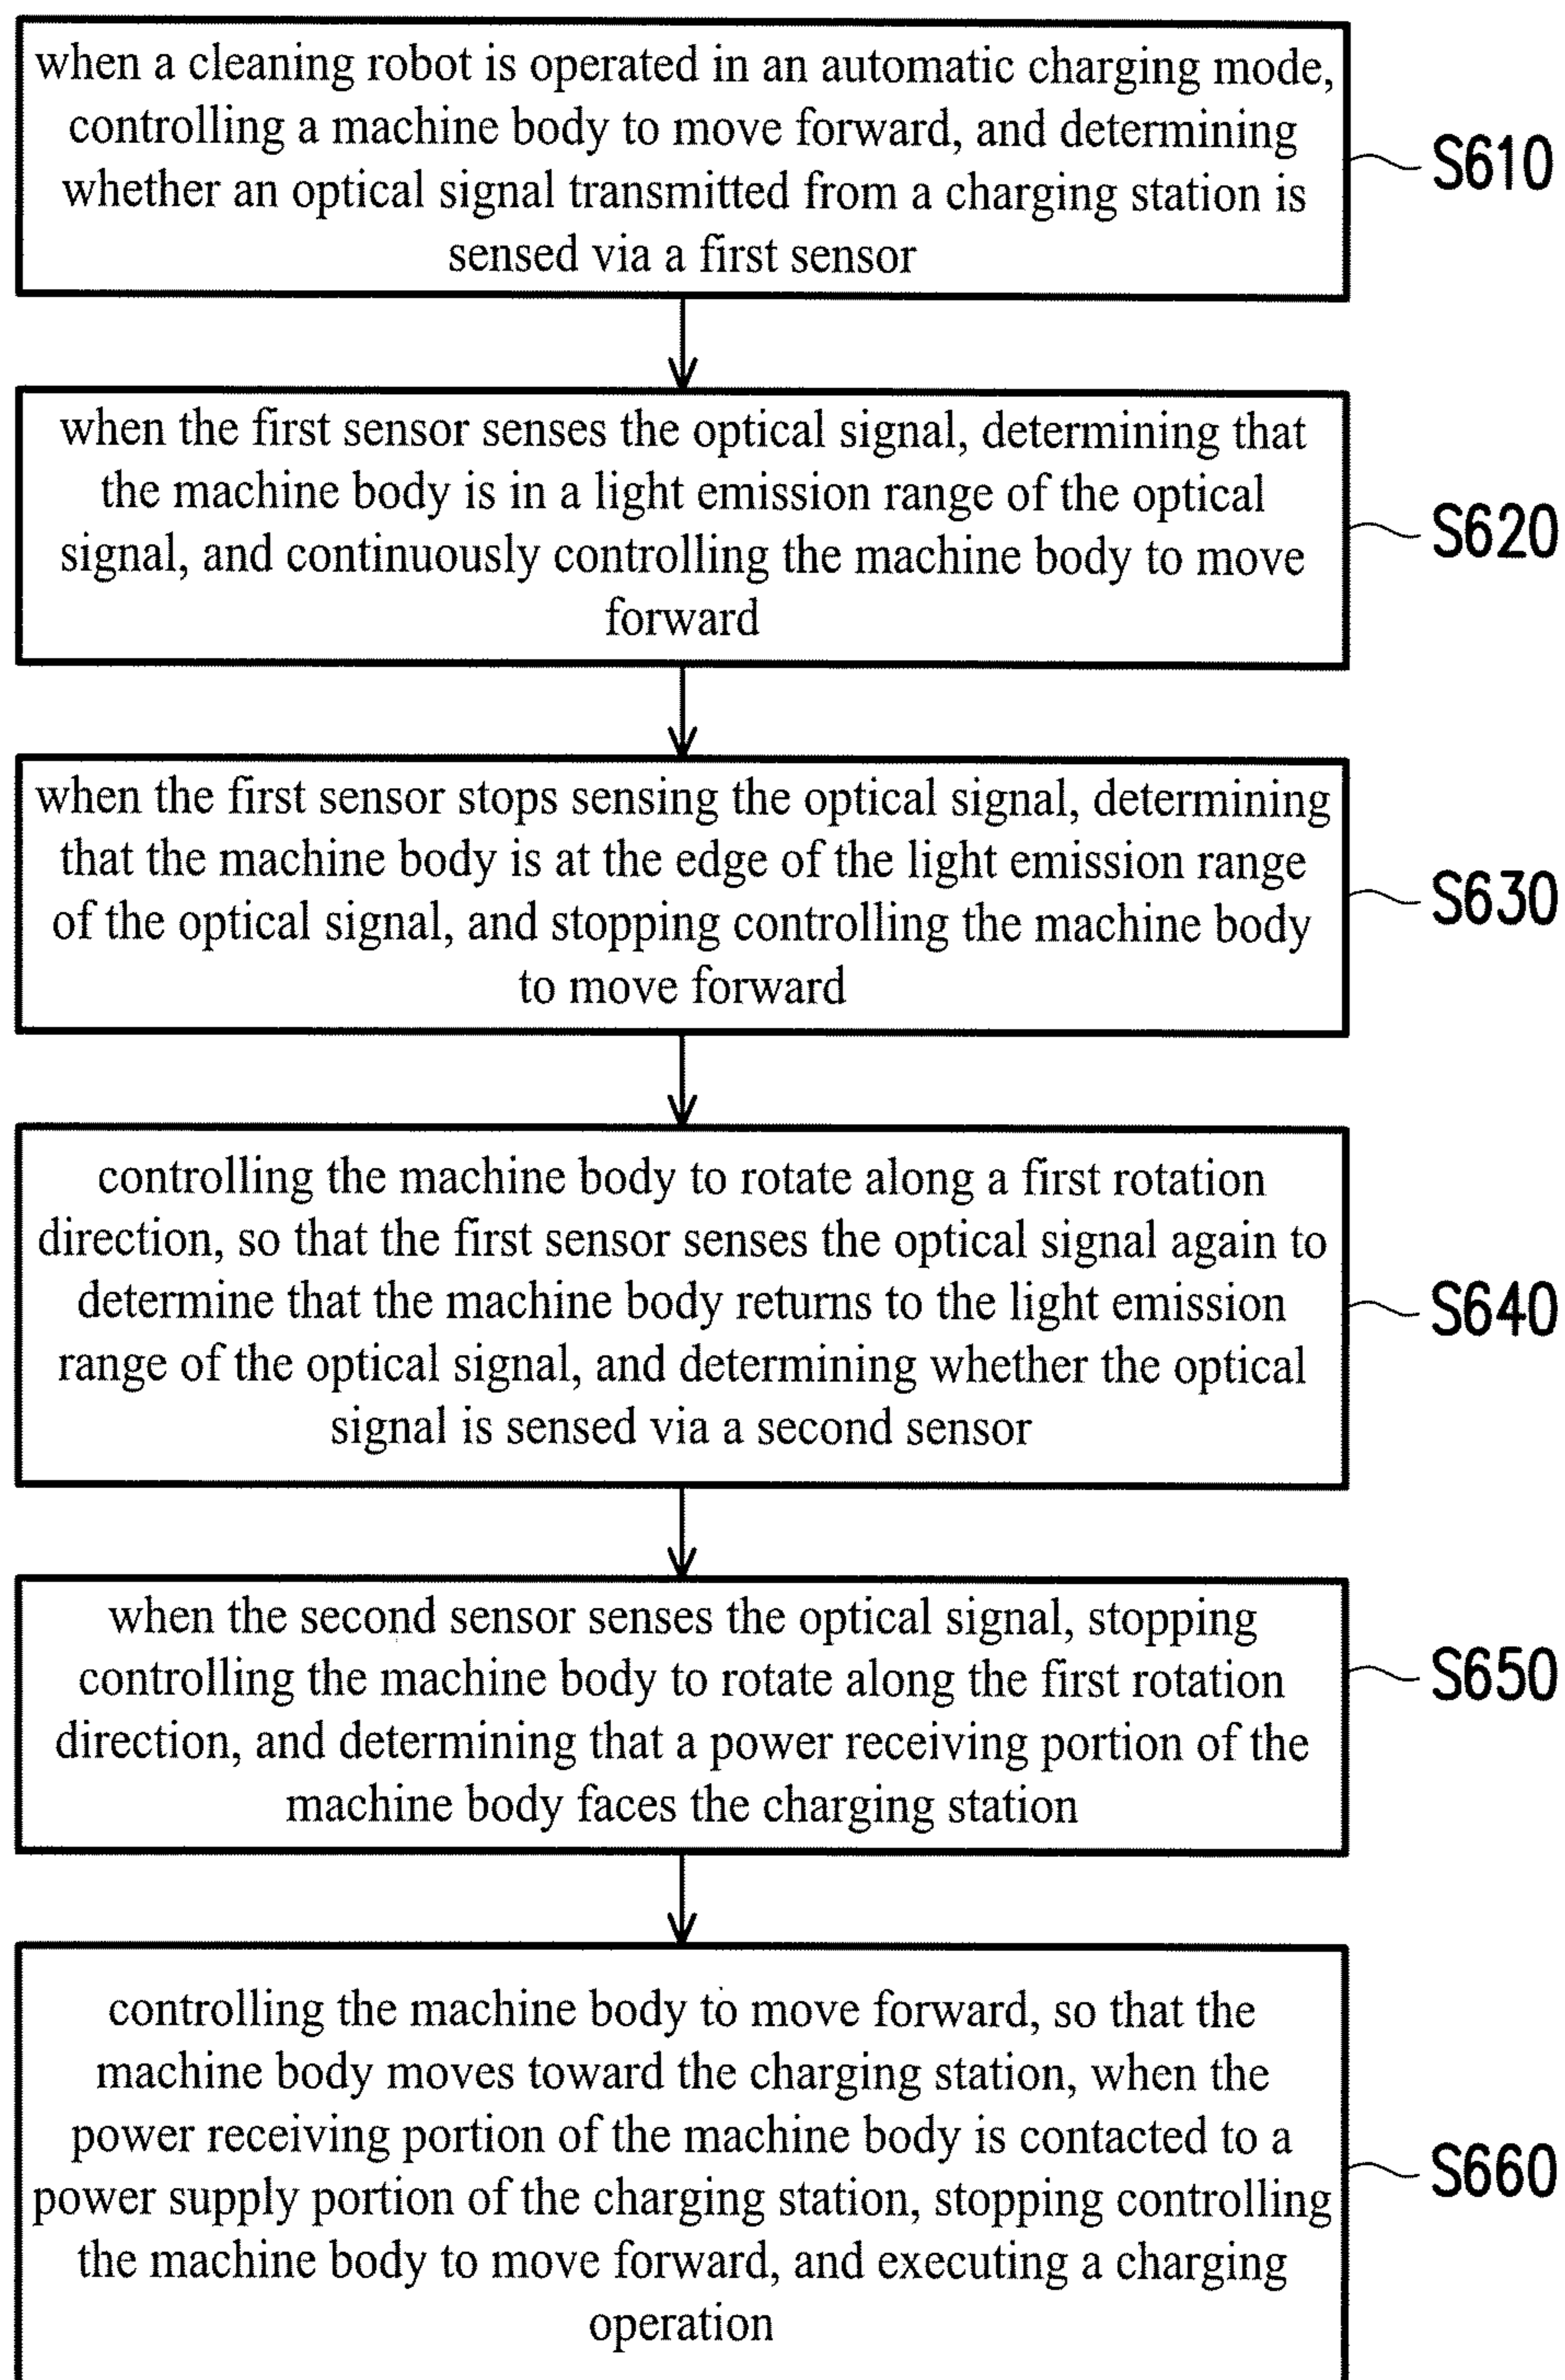 when a cleaning robot is operated in an automatic charging mode,
controlling a machine body to move forward, and determining
whether an optical signal transmitted from a charging station is
sensed via a first sensor
S610
when the first sensor senses the optical signal, determining that
the machine body is in a light emission range of the optical
signal, and continuously controlling the machine body to move
forward
S620
when the first sensor stops sensing the optical signal, determining
that the machine body is at the edge of the light emission range
of the optical signal, and stopping controlling the machine body
to move forward
S630
controlling the machine body to rotate along a first rotation
direction, so that the first sensor senses the optical signal again to
determine that the machine body returns to the light emission
range of the optical signal, and determining whether the optical
signal is sensed via a second sensor
S640
when the second sensor senses the optical signal, stopping
controlling the machine body to rotate along the first rotation
direction, and determining that a power receiving portion of the
machine body faces the charging station
S650
controlling the machine body to move forward, so that the
machine body moves toward the charging station, when the
power receiving portion of the machine body is contacted to a
power supply portion of the charging station, stopping controlling
the machine body to move forward, and executing a charging
operation
S660